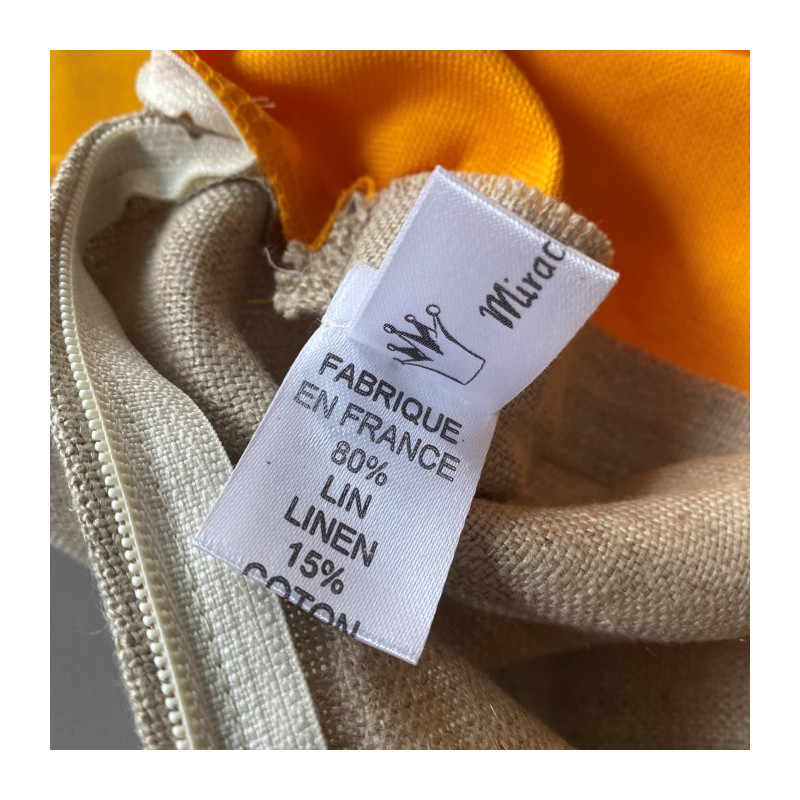 Mirac
FABRIQUE
EN FRANCE
80%
LIN
LINEN
15%
COTON